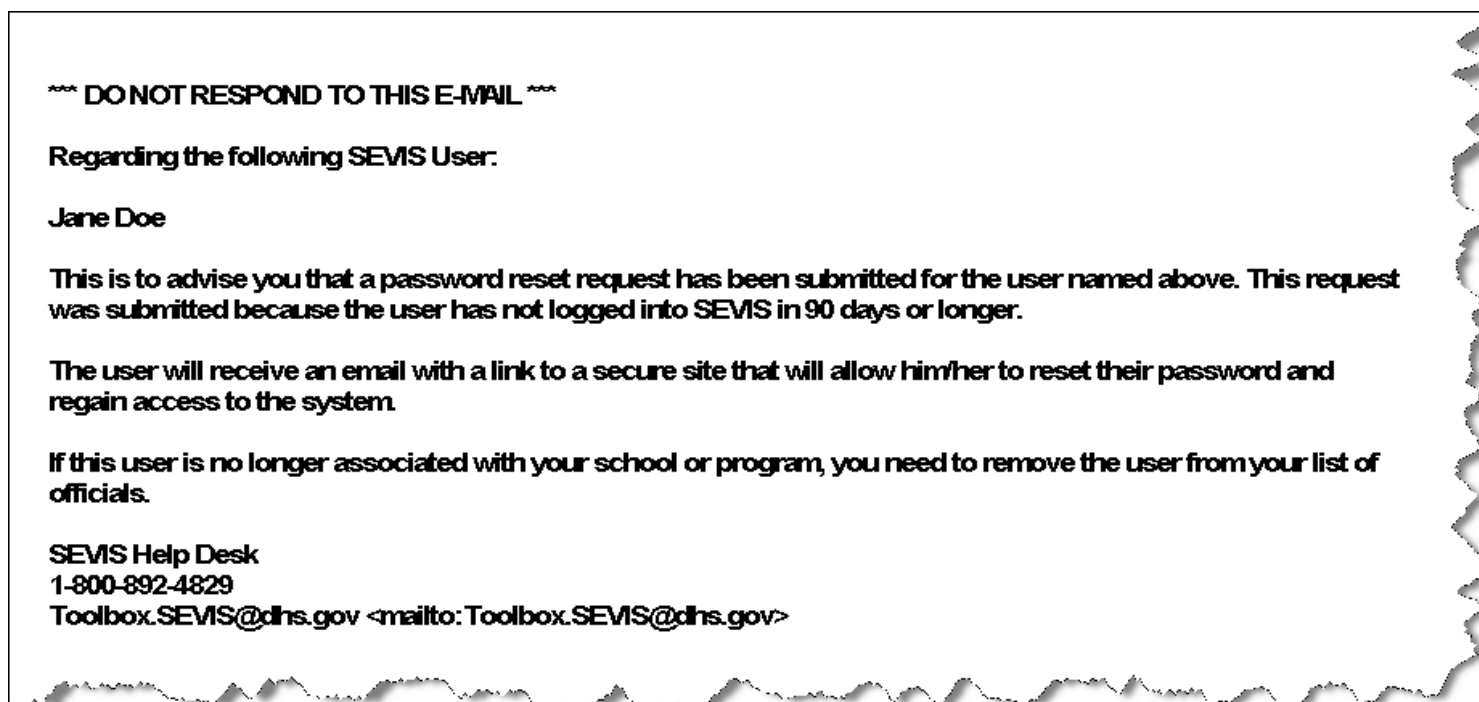 *** DO NOT RESPOND TO THIS E-MAIL ***
Regarding the following SEVIS User:
Jane Doe
This is to advise you that a password reset request has been submitted for the user named above. This request
was submitted because the user has not logged into SEVIS in 90 days or longer.
The user will receive an email with a link to a secure site that will allow him/her to reset their password and
regain access to the system.
If this user is no longer associated with your school or program, you need to remove the user from your list of
officials.
SEVIS Help Desk
1-800-892-4829
Toolbox.SEVIS@dhs.gov <mailto:Toolbox.SEVIS@dhs.gov>